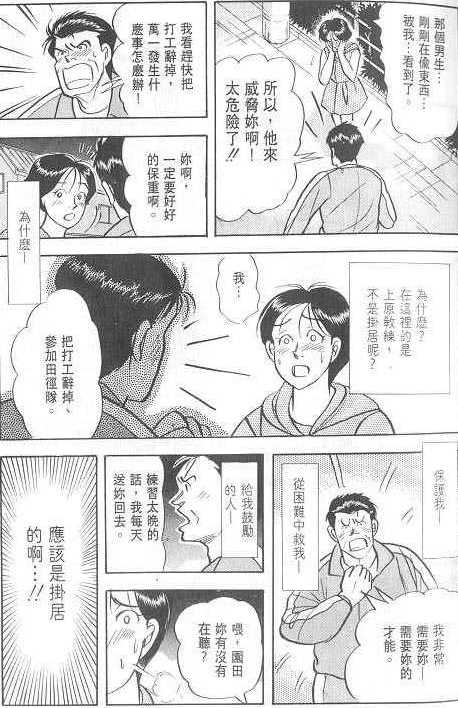 那個男生…
剛剛在偷東西…
被我…看到了…
所以，他來
威脅妳啊！
太危險了!!
我看趕快把
打工辭掉，
萬一發生什
麼事怎麼辦！
妳啊，
一定要好好
的保重啊。
為什麼—
為什麼？
在這裡的是
上原教練，
不是掛居呢？
我…
把打工辭掉、
參加田徑隊。
保護我—
從困難中救我—
我非常
需要妳—
需要妳的
才能。
給我鼓勵
的人—
練習太晚的
話，我每天
送妳回去。
喂，園田
妳有沒有
在聽？
應該是掛居
的啊…!!